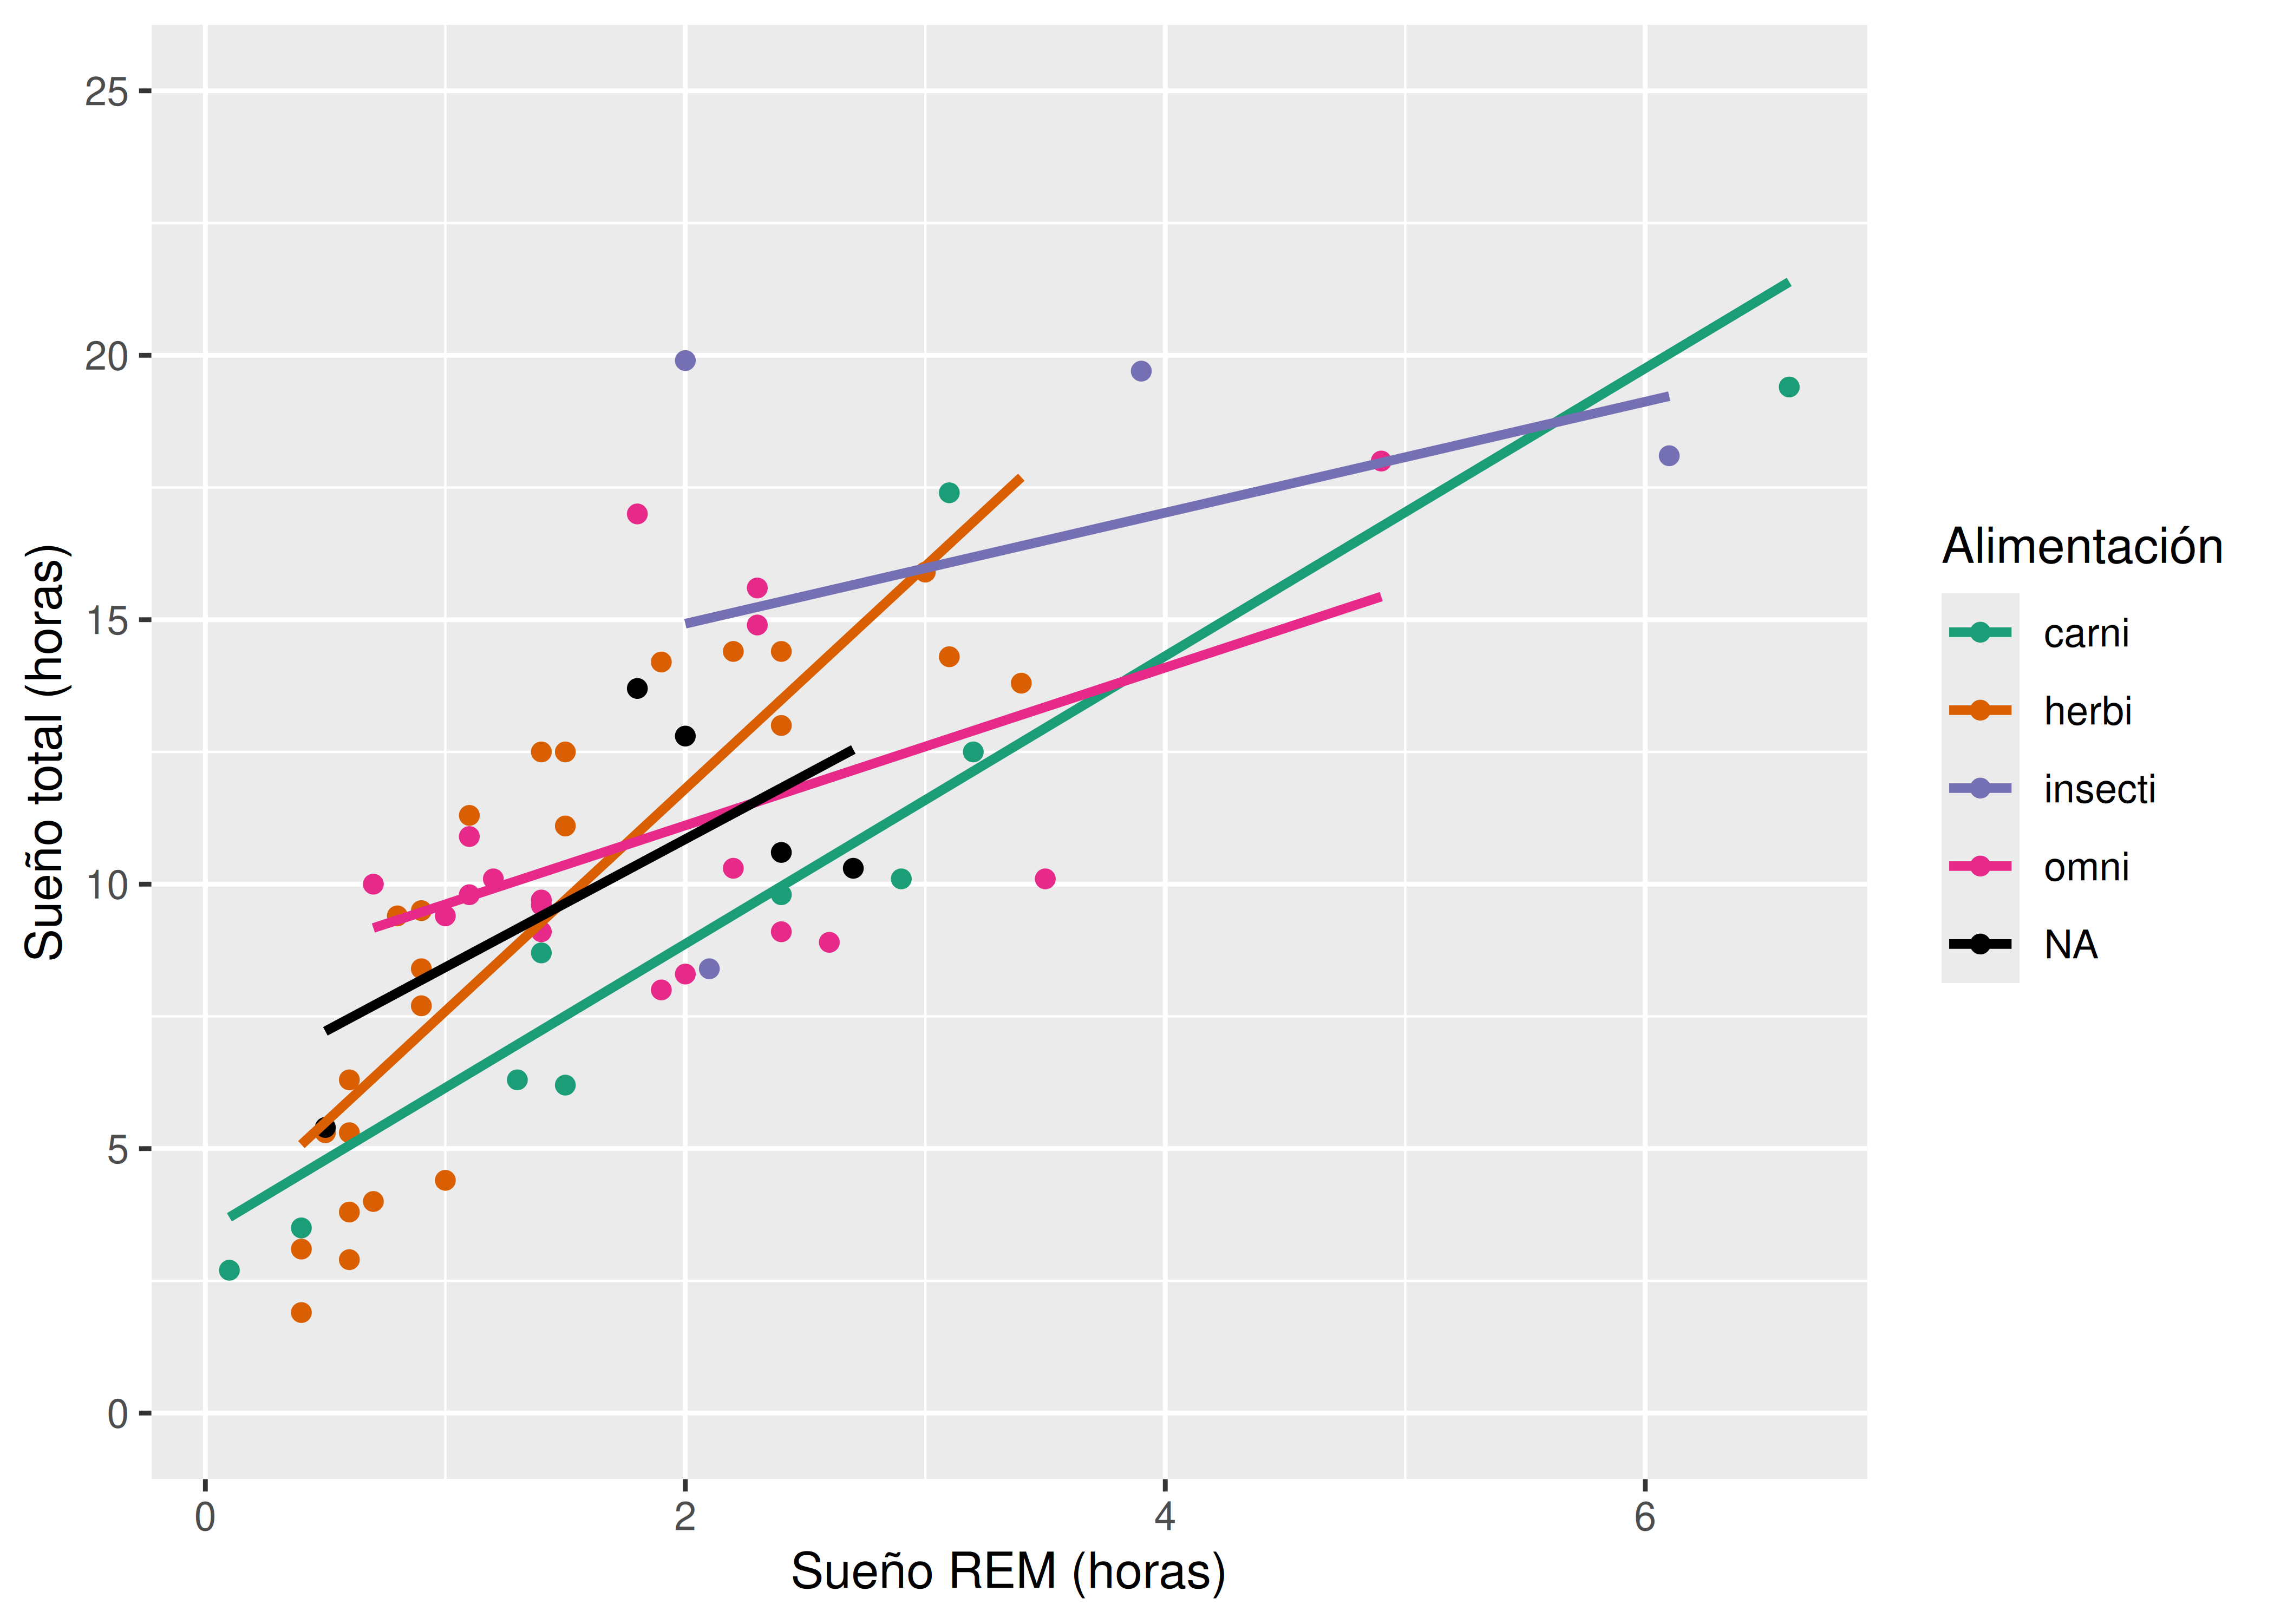 Sueño total (horas)
25
20
15
10
5
0
0 2 4 6
Sueño REM (horas)
Alimentación
carni
herbi
insecti
omni
NA